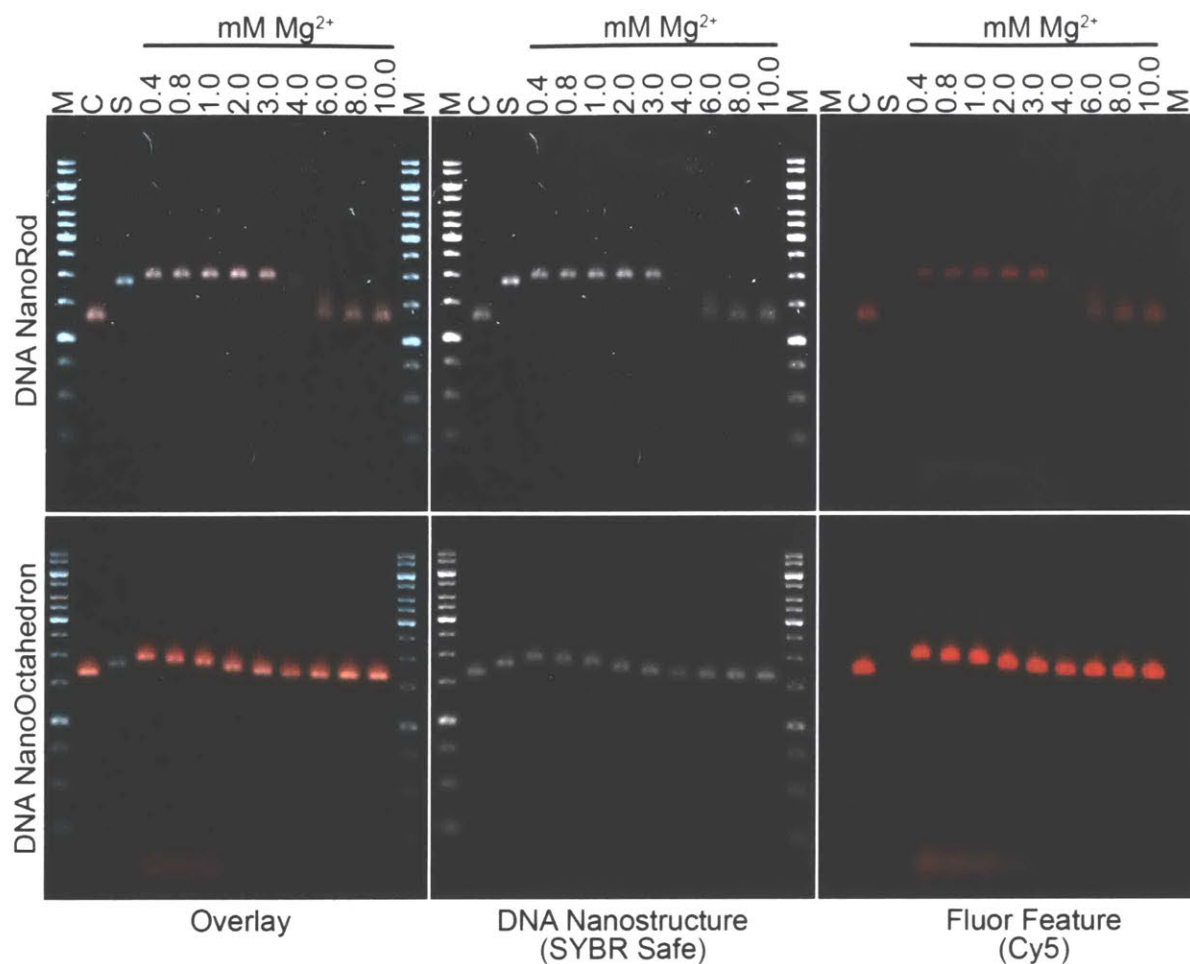 mM Mg²⁺ mM Mg²⁺ mM Mg²⁺
M C S 0.4 0.8 1.0 2.0 3.0 4.0 6.0 8.0 10.0 M M C S 0.4 0.8 1.0 2.0 3.0 4.0 6.0 8.0 10.0 M M C S 0.4 0.8 1.0 2.0 3.0 4.0 6.0 8.0 10.0 M
DNA NanoRod
DNA NanoOctahedron
Overlay DNA Nanostructure Fluor Feature
(SYBR Safe) (Cy5)